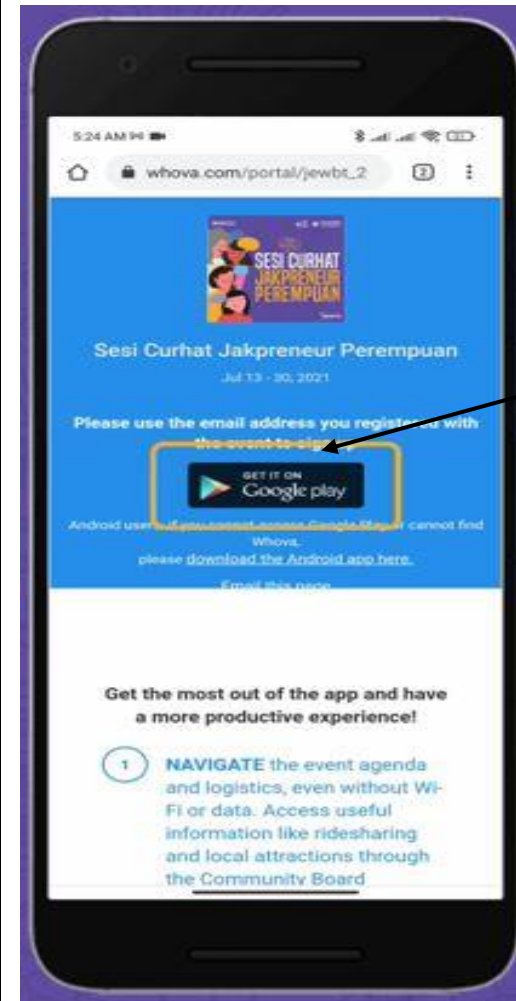 5:24 AM
whova.com/portal/jewbt_2
2
SESI CURHAT
JAKPRENEUR
PEREMPUAN
Sesi Curhat Jakpreneur Perempuan
Jul 13 - 30, 2021
Please use the email address you registered with
the event to sign up
GET IT ON
Google play
Android users, if you cannot access Google Play or cannot find
Whova,
please download the Android app here.
Email this page
Get the most out of the app and have
a more productive experience!
1
NAVIGATE the event agenda
and logistics, even without Wi-
Fi or data. Access useful
information like ridesharing
and local attractions through
the Community Board